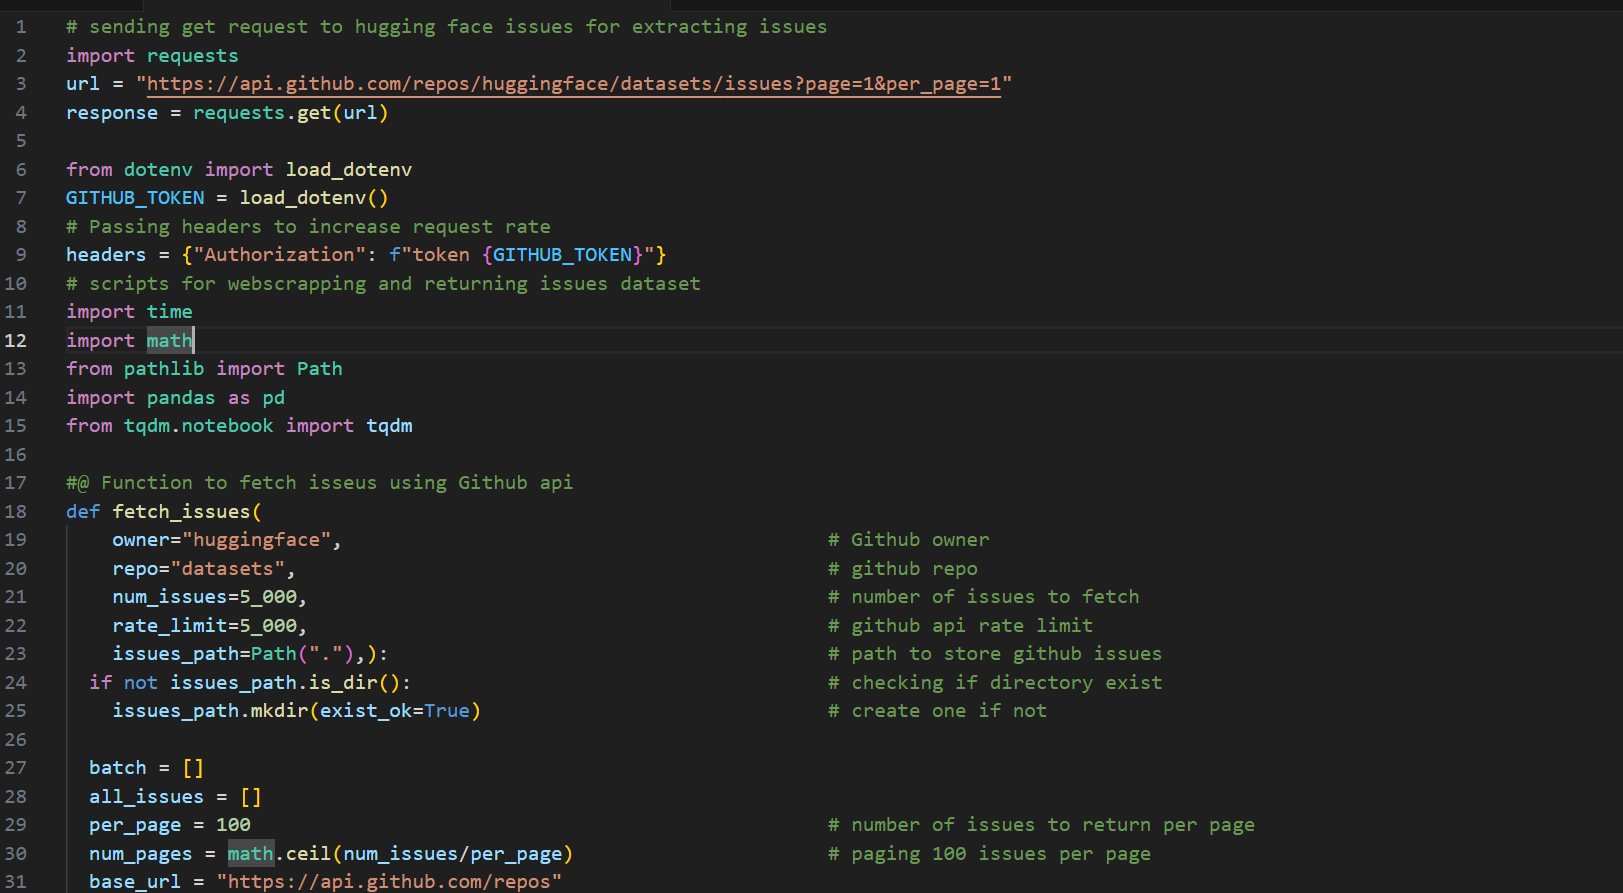 1 # sending get request to hugging face issues for extracting issues
2 import requests
3 url = "https://api.github.com/repos/huggingface/datasets/issues?page=1&per_page=1"
4 response = requests.get(url)
5
6 from dotenv import load_dotenv
7 GITHUB_TOKEN = load_dotenv()
8 # Passing headers to increase request rate
9 headers = {"Authorization": f"token {GITHUB_TOKEN}"}
10 # scripts for webscrapping and returning issues dataset
11 import time
12 import math
13 from pathlib import Path
14 import pandas as pd
15 from tqdm.notebook import tqdm
16
17 #@ Function to fetch isseus using Github api
18 def fetch_issues(
19 owner="huggingface", # Github owner
20 repo="datasets", # github repo
21 num_issues=5_000, # number of issues to fetch
22 rate_limit=5_000, # github api rate limit
23 issues_path=Path("."),): # path to store github issues
24 if not issues_path.is_dir(): # checking if directory exist
25 issues_path.mkdir(exist_ok=True) # create one if not
26
27 batch = []
28 all_issues = []
29 per_page = 100 # number of issues to return per page
30 num_pages = math.ceil(num_issues/per_page) # paging 100 issues per page
31 base_url = "https://api.github.com/repos"